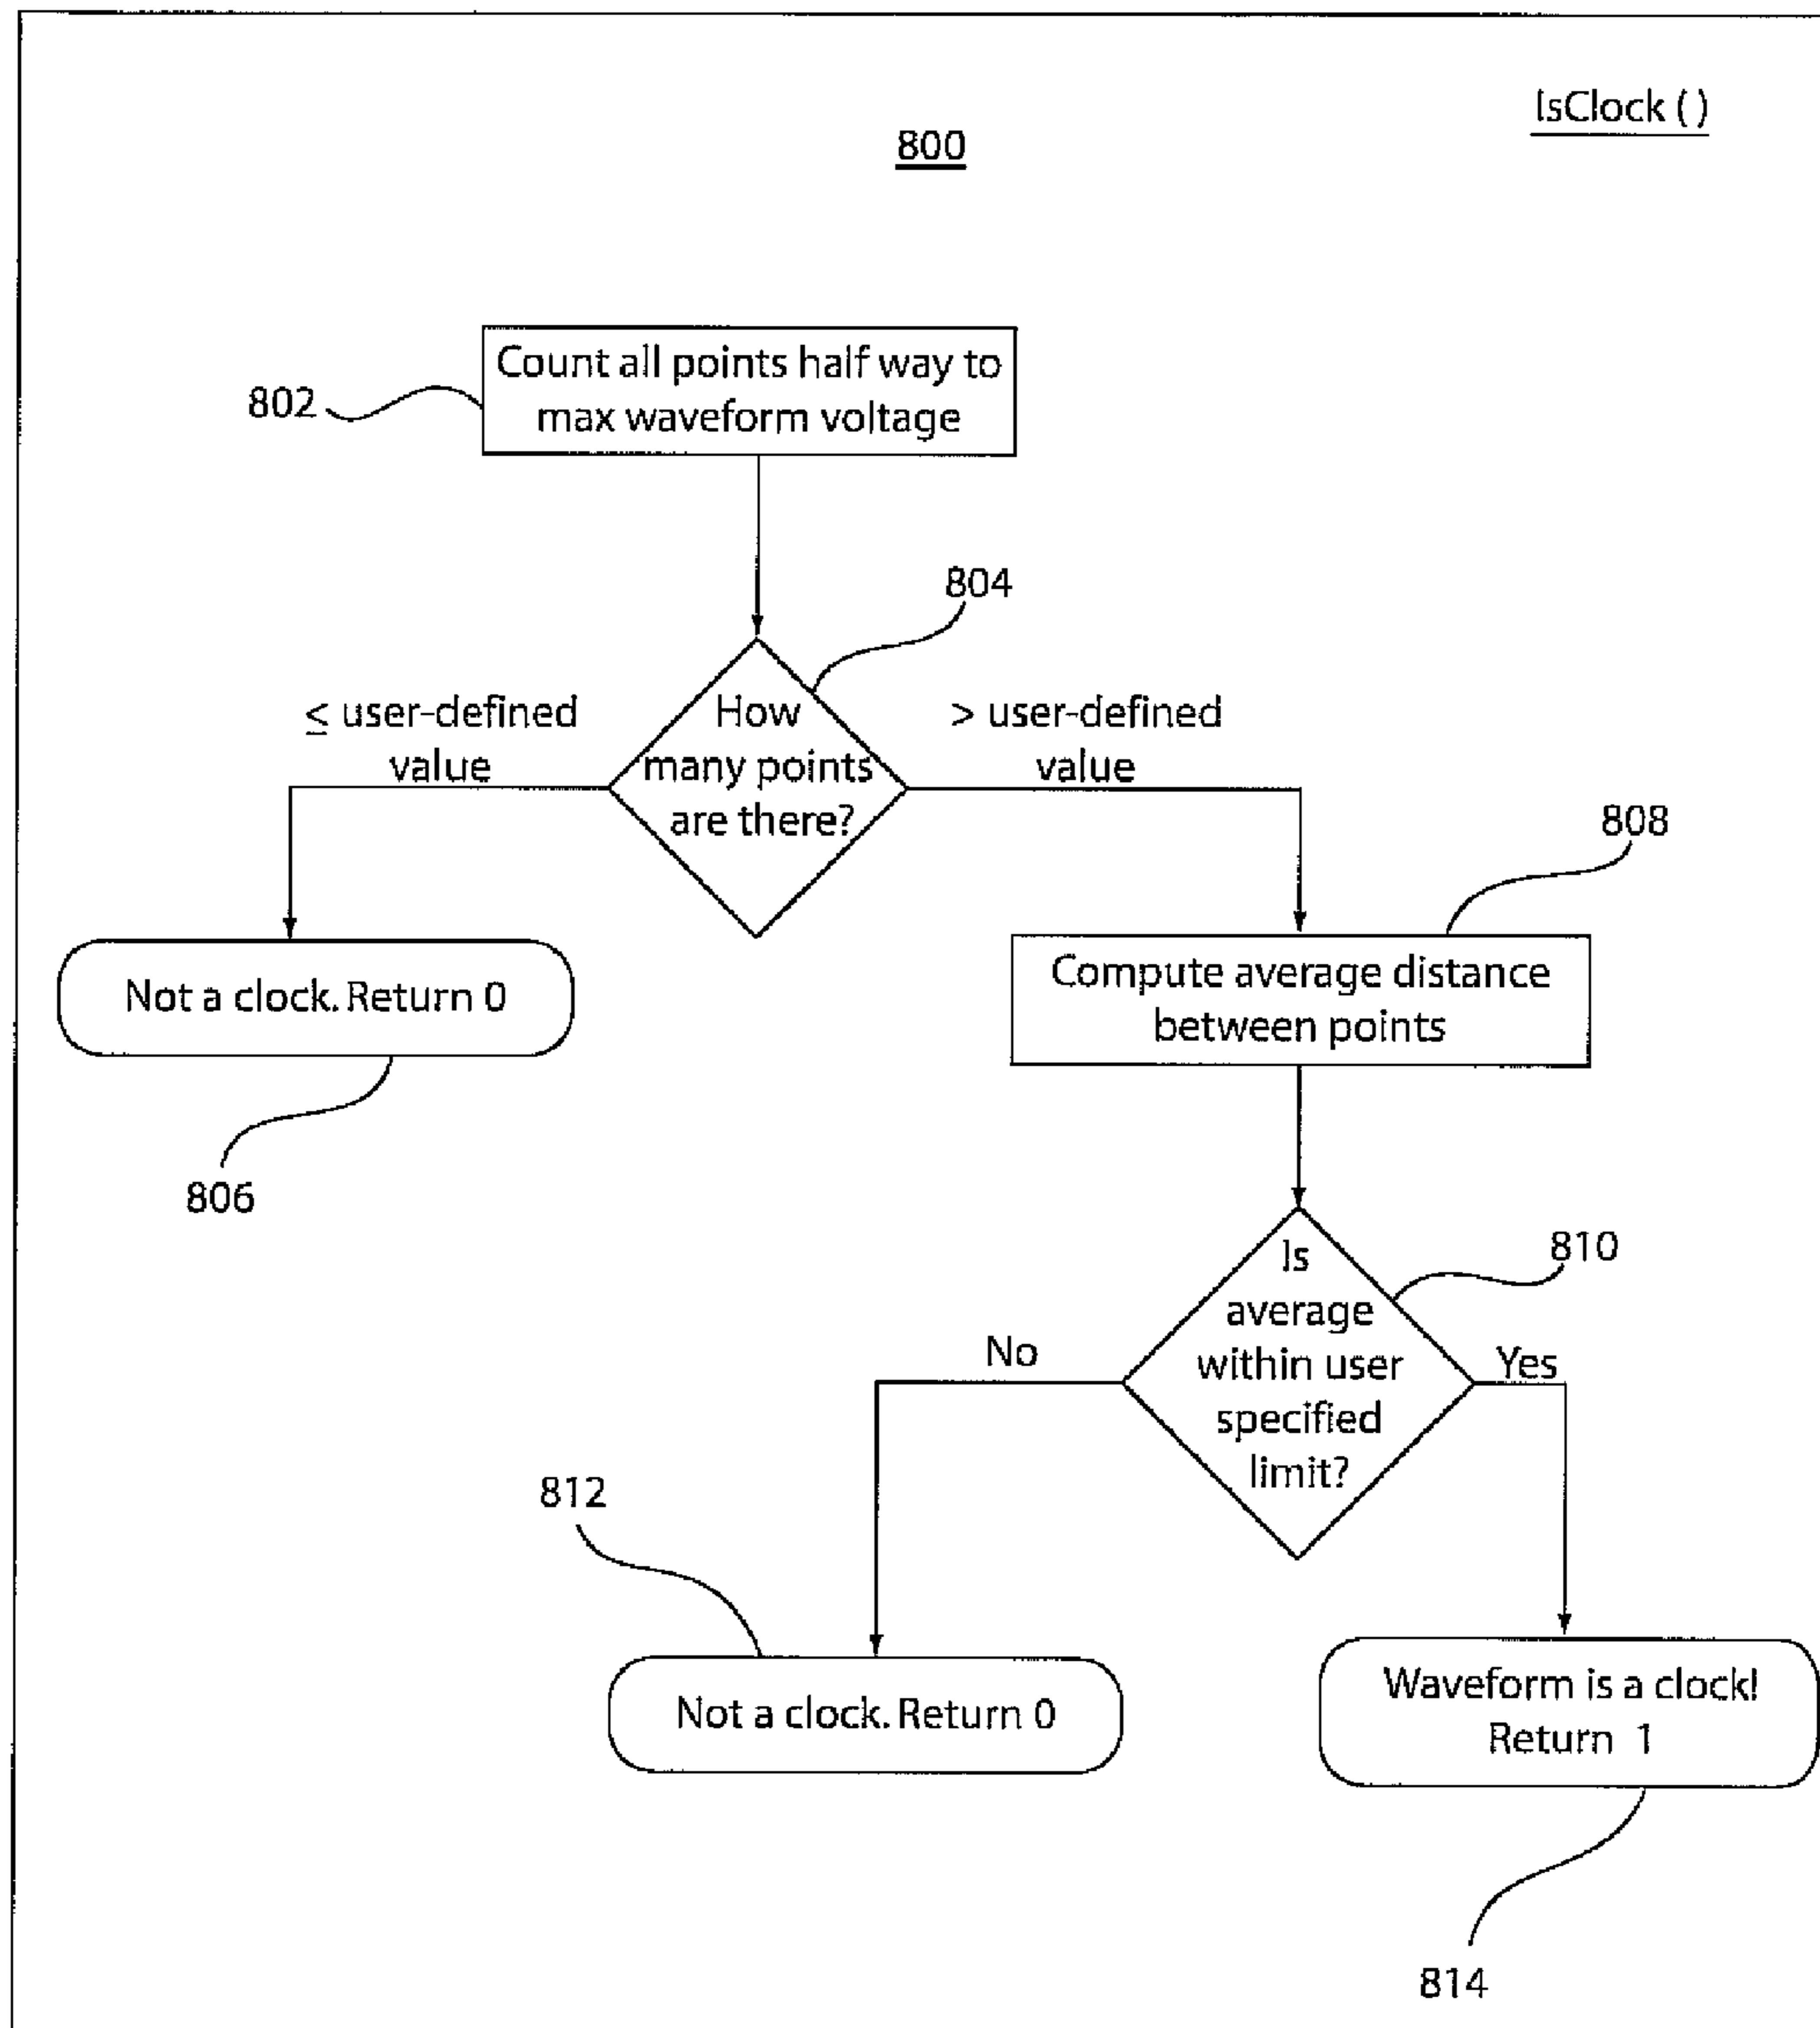 IsClock ( )
800
Count all points half way to
max waveform voltage
802
804
≤ user-defined
value
How
many points
are there?
> user-defined
value
808
Not a clock. Return 0
806
Compute average distance
between points
810
Is
average
within user
specified
limit?
No
Yes
812
Not a clock. Return 0
Waveform is a clock!
Return 1
814